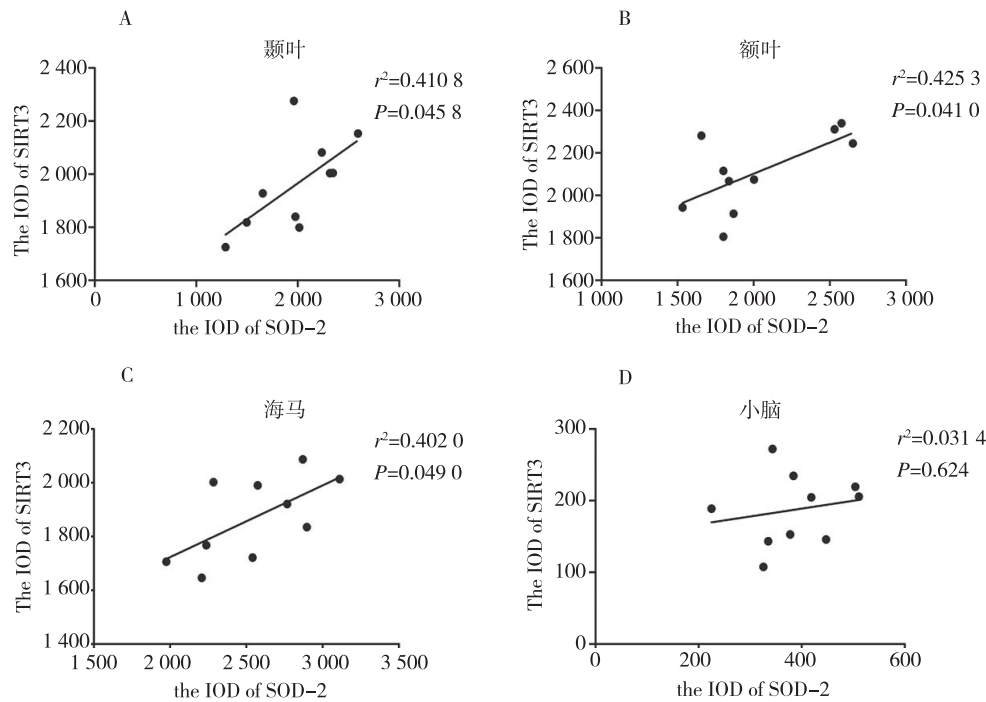 A
颞叶
r²=0.410 8
P=0.045 8
The IOD of SIRT3
2 400
2 200
2 000
1 800
1 600
0
1 000
2 000
3 000
the IOD of SOD-2
B
额叶
r²=0.425 3
P=0.041 0
The IOD of SIRT3
2 600
2 400
2 200
2 000
1 800
1 600
1 000
1 500
2 000
2 500
3 000
the IOD of SOD-2
C
海马
r²=0.402 0
P=0.049 0
The IOD of SIRT3
2 200
2 000
1 800
1 600
1 400
1 500
2 000
2 500
3 000
3 500
the IOD of SOD-2
D
小脑
r²=0.031 4
P=0.624
The IOD of SIRT3
300
200
100
0
0
200
400
600
the IOD of SOD-2